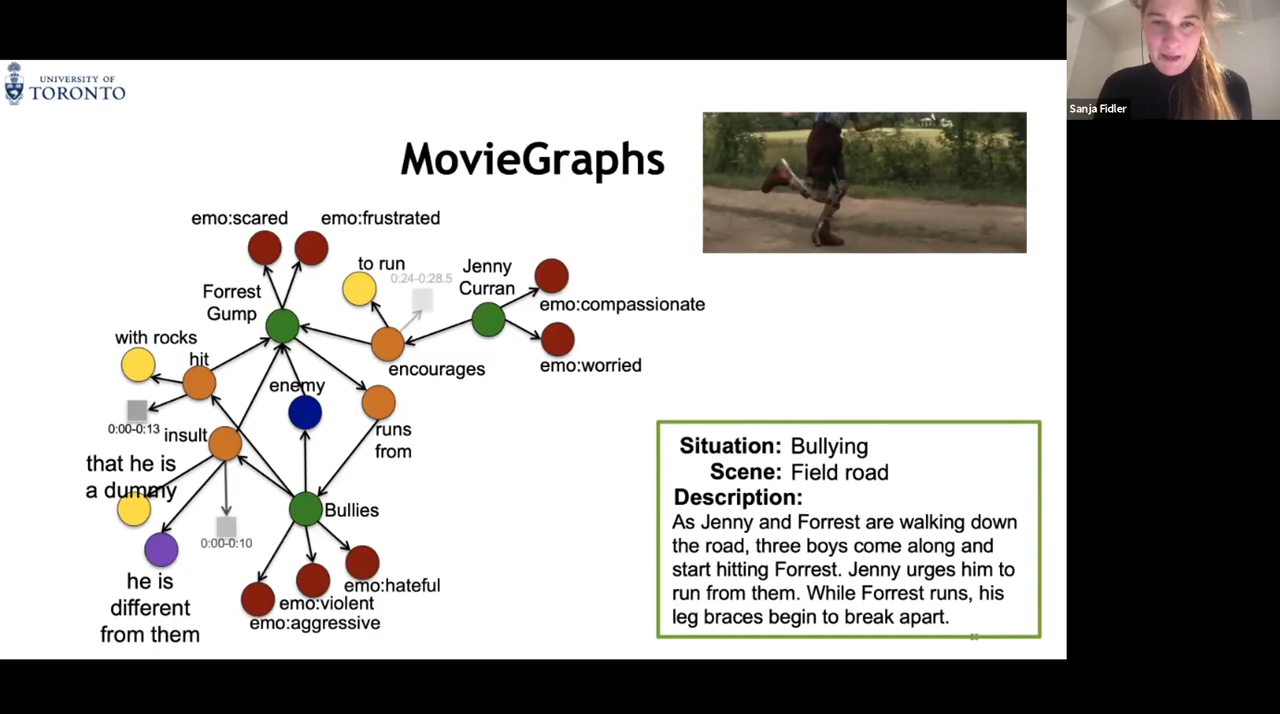 UNIVERSITY OF
TORONTO
Sanja Fidler
MovieGraphs
emo:scared
emo:frustrated
to run
0:24-0:28.5
Jenny
Curran
emo:compassionate
Forrest
Gump
with rocks
hit
encourages
emo:worried
enemy
0:00-0:13
insult
runs
from
that he is
a dummy
Bullies
0:00-0:10
he is
different
from them
emo:hateful
emo:violent
emo:aggressive
Situation: Bullying
Scene: Field road
Description:
As Jenny and Forrest are walking down
the road, three boys come along and
start hitting Forrest. Jenny urges him to
run from them. While Forrest runs, his
leg braces begin to break apart.